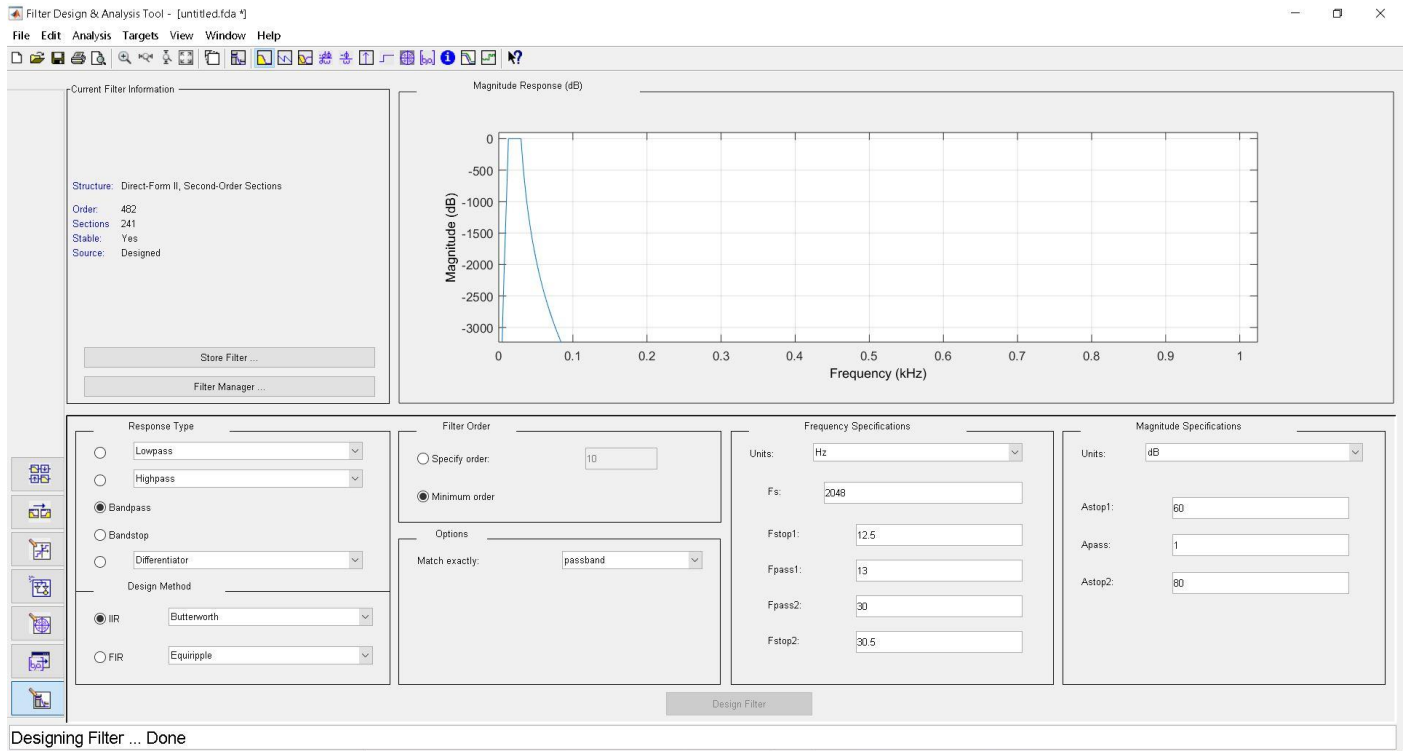 Filter Design & Analysis Tool - [untitled.fda *]
File Edit Analysis Targets View Window Help
Current Filter Information
Structure: Direct-Form II, Second-Order Sections
Order: 482
Sections 241
Stable: Yes
Source: Designed
Store Filter ...
Filter Manager ...
Magnitude Response (dB)
0
-500
-1000
-1500
-2000
-2500
-3000
Magnitude (dB)
0 0.1 0.2 0.3 0.4 0.5 0.6 0.7 0.8 0.9 1
Frequency (kHz)
Response Type
Lowpass
Highpass
Bandpass
Bandstop
Differentiator
Design Method
IIR Butterworth
FIR Equiripple
Filter Order
Specify order: 10
Minimum order
Options
Match exactly: passband
Frequency Specifications
Units: Hz
Fs: 2048
Fstop1: 12.5
Fpass1: 13
Fpass2: 30
Fstop2: 30.5
Magnitude Specifications
Units: dB
Astop1: 60
Apass: 1
Astop2: 80
Design Filter
Designing Filter ... Done